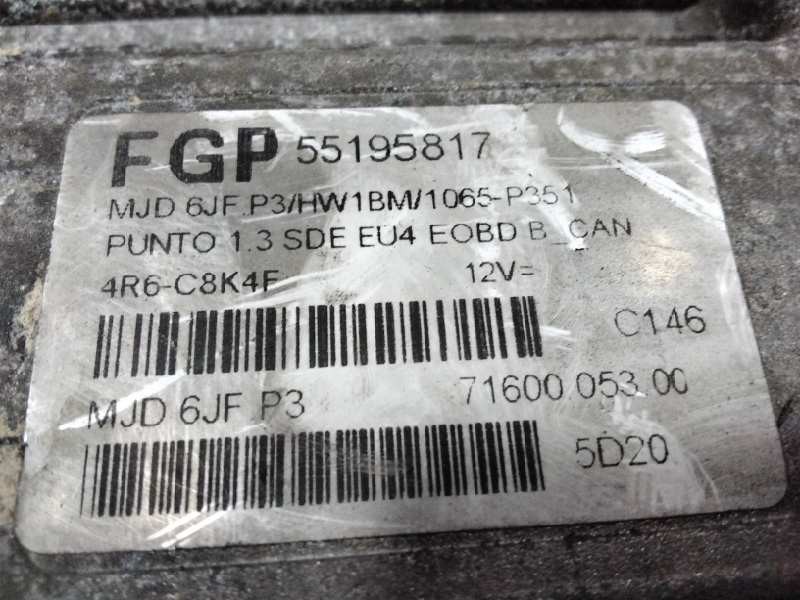 FGP 55195817
MJD 6JF.P3/HW1BM/1065-P351
PUNTO 1.3 SDE EU4 EOBD B_CAN
4R6-C8K4F 12V=
C146
MJD 6JF P3 71600.053.00
5D20